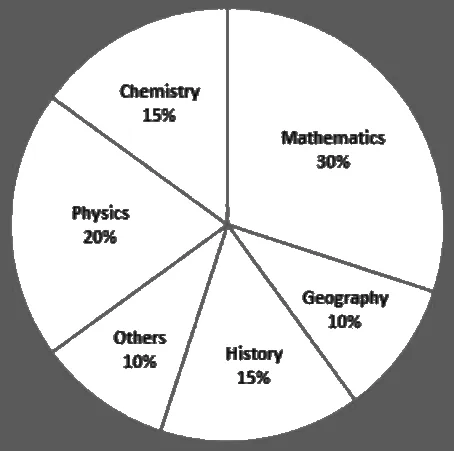 Chemistry
15%
Mathematics
30%
Physics
20%
Geography
10%
Others
10%
History
15%